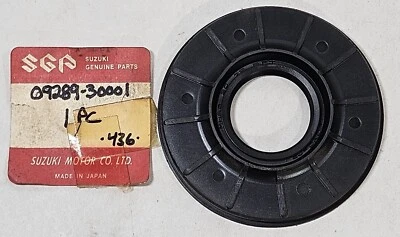 SGP
SUZUKI
GENUINE PARTS
09289-30001
1 PC
.436.
SUZUKI MOTOR CO. LTD.
MADE IN JAPAN